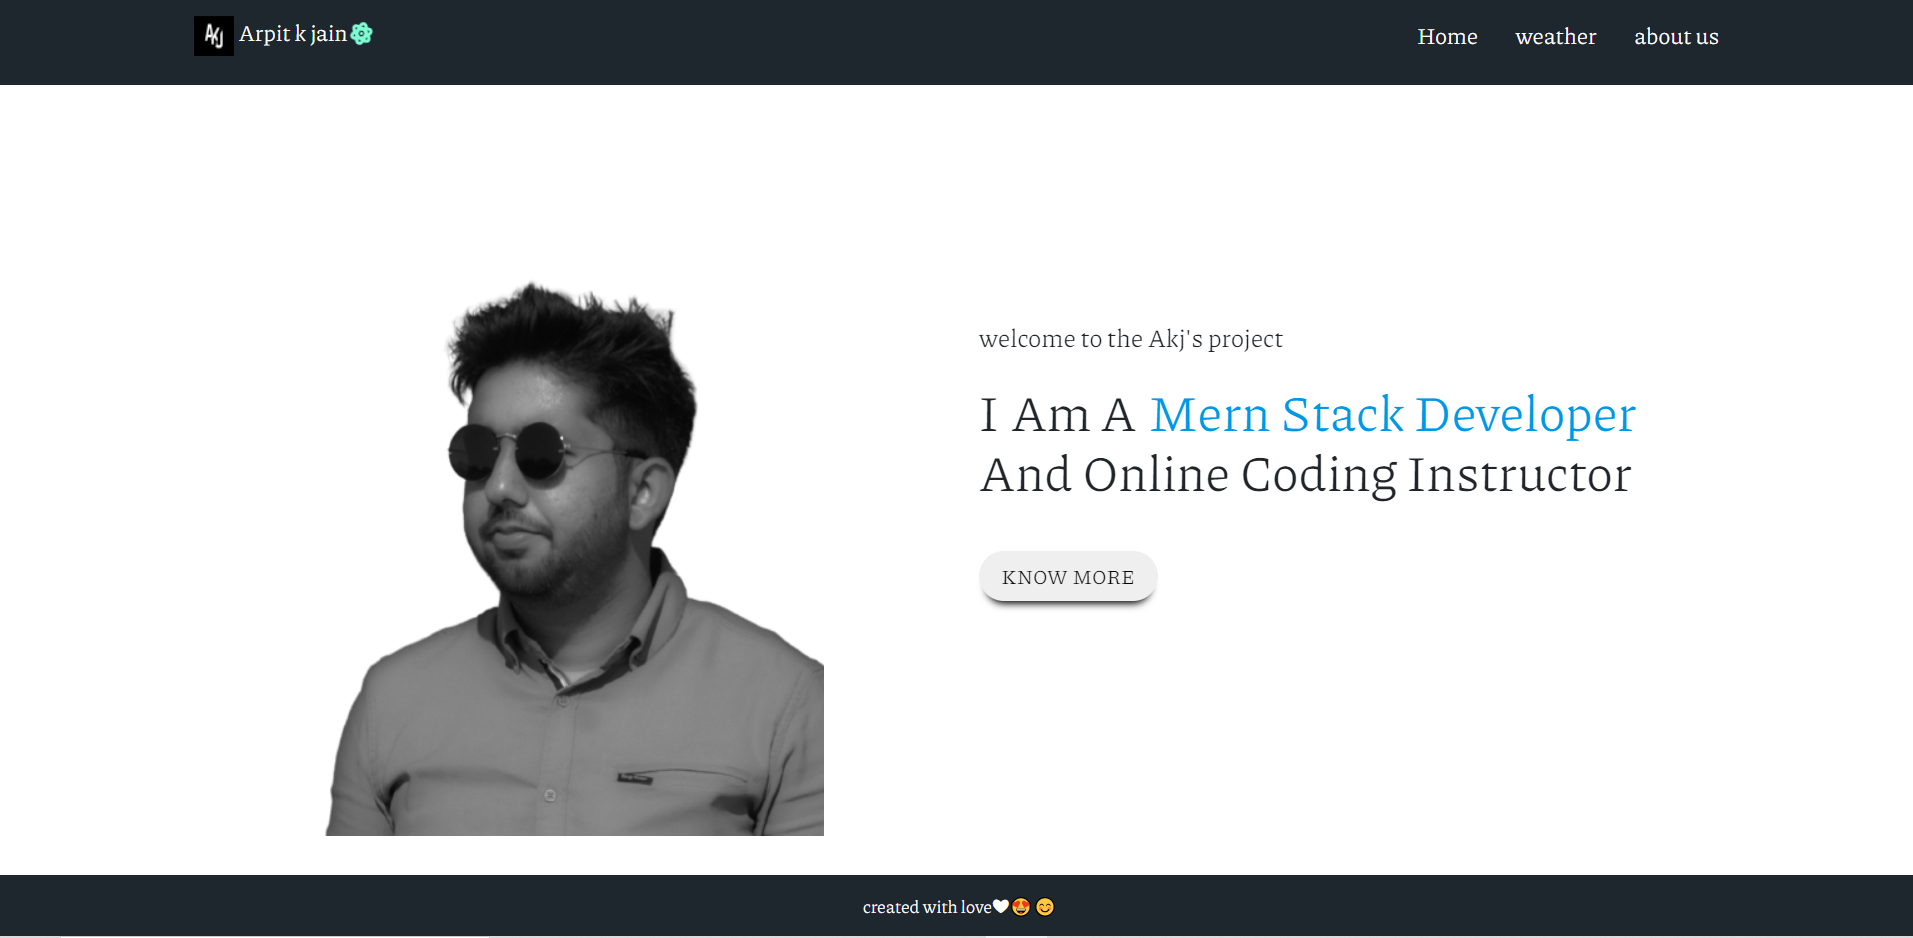 AKJ Arpit k jain
Home weather about us
welcome to the Akj's project
I Am A Mern Stack Developer
And Online Coding Instructor
KNOW MORE
created with love🤍😍 😊